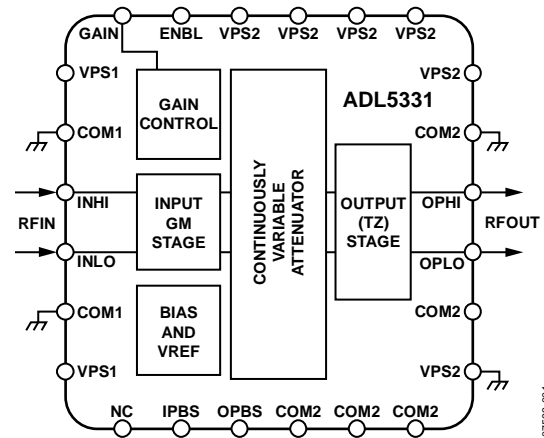 GAIN ENBL VPS2 VPS2 VPS2 VPS2
VPS1
VPS2
GAIN
CONTROL
ADL5331
COM1
COM2
CONTINUOUSLY
VARIABLE
ATTENUATOR
INHI
INPUT
GM
STAGE
OUTPUT
(TZ)
STAGE
OPHI
RFIN
RFOUT
INLO
OPLO
COM1
BIAS
AND
VREF
COM2
VPS1
VPS2
NC IPBS OPBS COM2 COM2 COM2